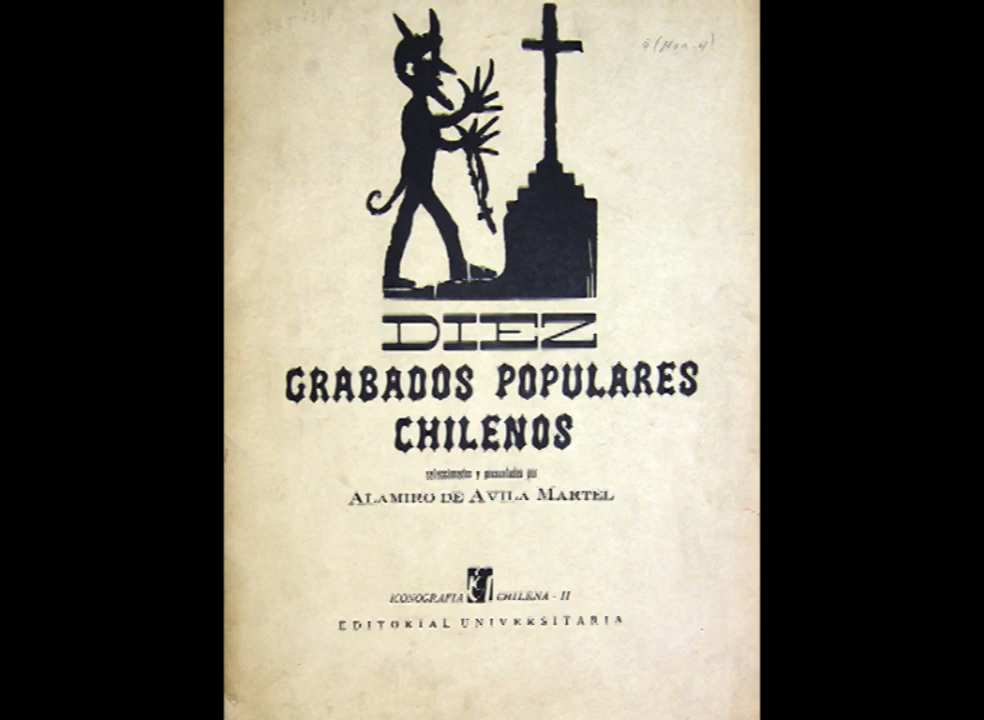 DIEZ
GRABADOS POPULARES
CHILENOS
seleccionados y presentados por
ALAMIRO DE AVILA MARTEL
ICONOGRAFIA CHILENA - II
EDITORIAL UNIVERSITARIA